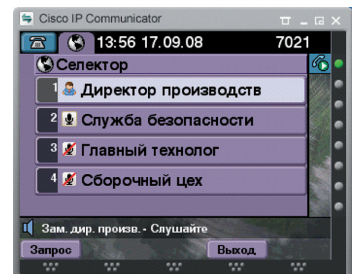 Cisco IP Communicator
13:56 17.09.08 7021
Селектор
1 Директор производств
2 Служба безопасности
3 Главный технолог
4 Сборочный цех
Зам. дир. произв. - Слушайте
Запрос Выход